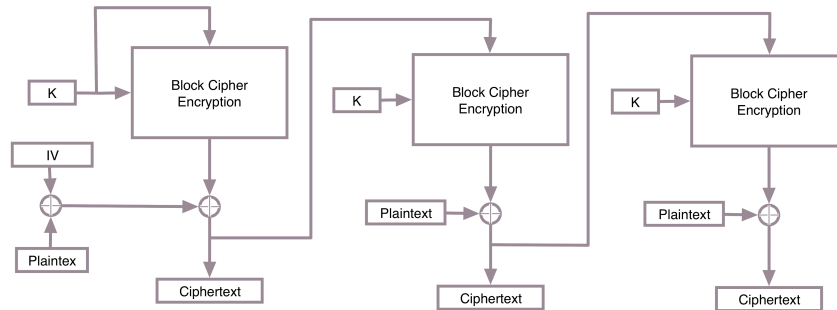 Block Cipher
Encryption
K
IV
Plaintex
Ciphertext
Block Cipher
Encryption
K
Plaintext
Ciphertext
Block Cipher
Encryption
K
Plaintext
Ciphertext